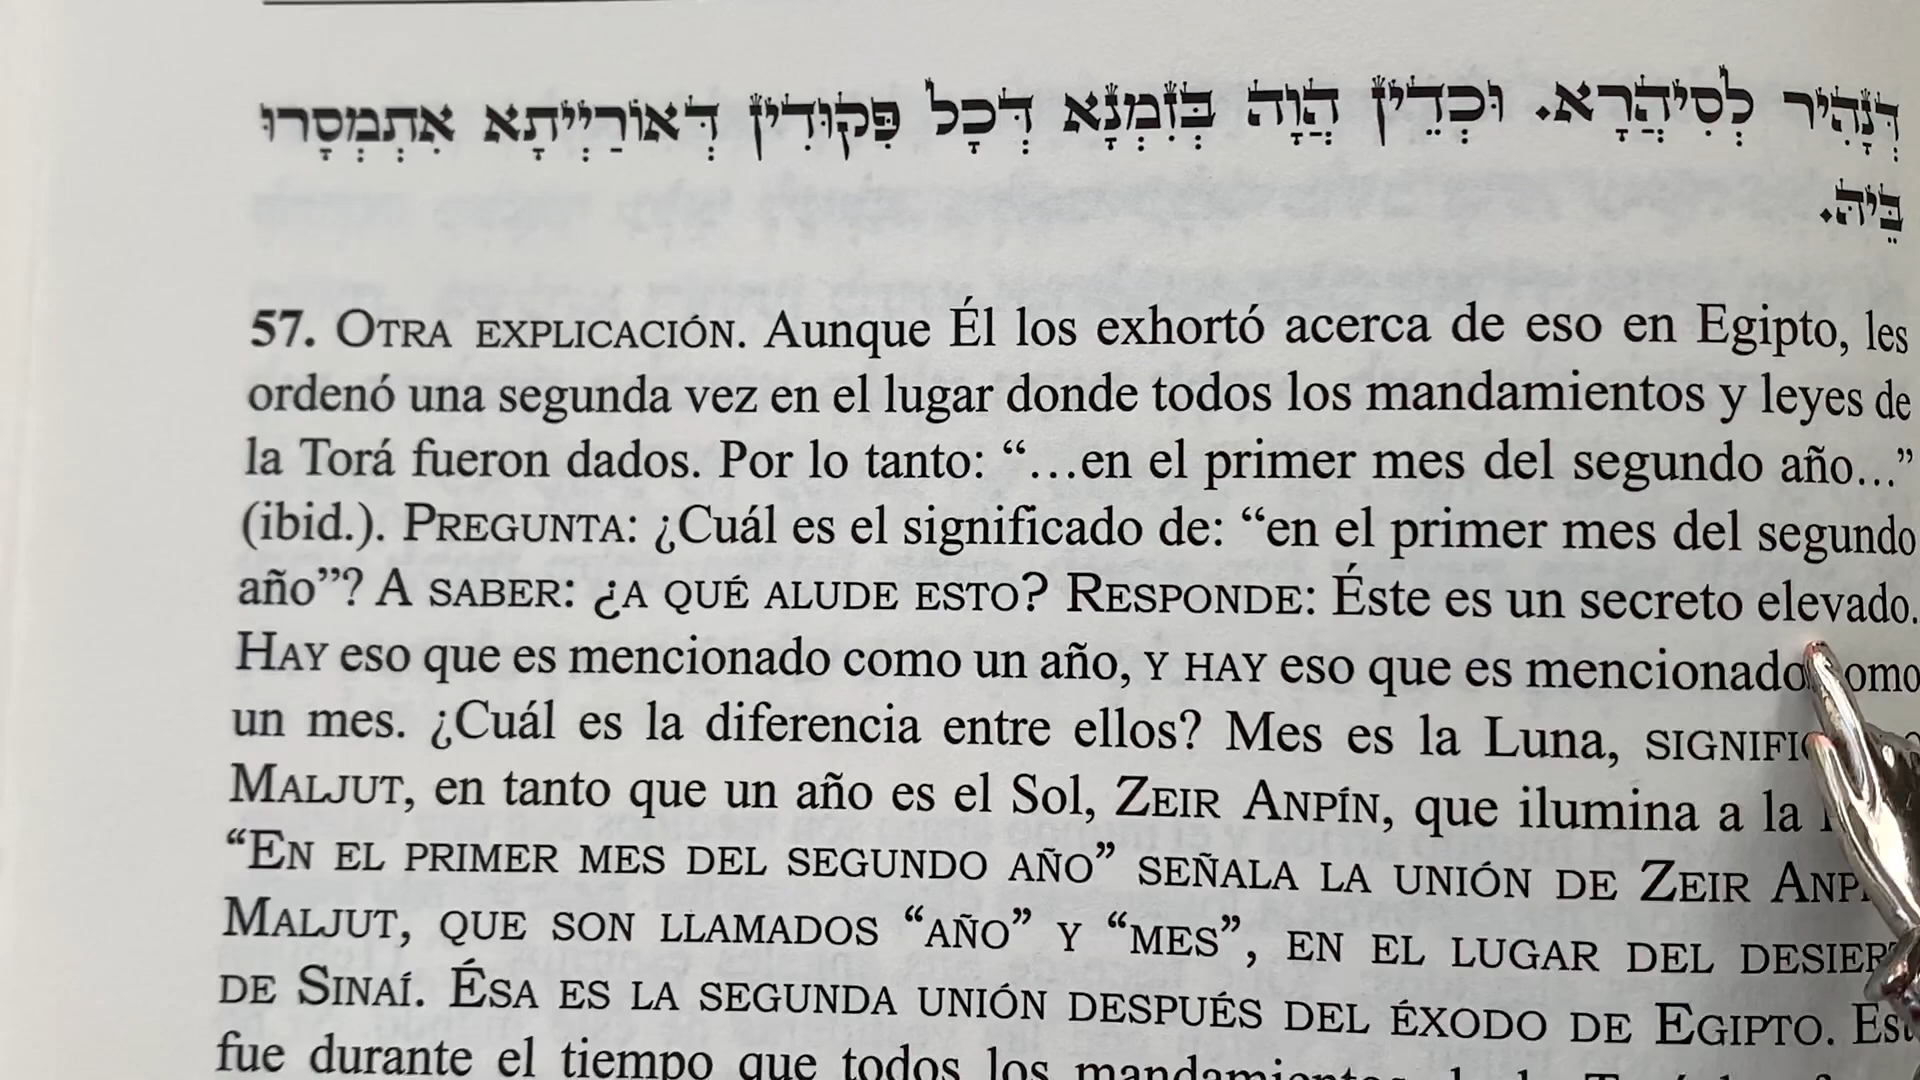 דְּנָהִיר לְסִיהֲרָא. וּכְדֵין הֲוָה בְּזִמְנָא דְּכָל פִּקּוּדִין דְּאוֹרַיְיתָא אִתְמְסָרוּ
בֵּיהּ.
57. OTRA EXPLICACIÓN. Aunque Él los exhortó acerca de eso en Egipto, les
ordenó una segunda vez en el lugar donde todos los mandamientos y leyes de
la Torá fueron dados. Por lo tanto: “…en el primer mes del segundo año…”
(ibid.). PREGUNTA: ¿Cuál es el significado de: “en el primer mes del segundo
año”? A SABER: ¿A QUÉ ALUDE ESTO? RESPONDE: Éste es un secreto elevado.
HAY eso que es mencionado como un año, Y HAY eso que es mencionado
un mes. ¿Cuál es la diferencia entre ellos? Mes es la Luna,
MALJUT, en tanto que un año es el Sol, ZEIR ANPÍN, que ilumina a la
“EN EL PRIMER MES DEL SEGUNDO AÑO” SEÑALA LA UNIÓN DE ZEIR
MALJUT, QUE SON LLAMADOS “AÑO” Y “MES”, EN EL LUGAR DEL
DE SINAÍ. ÉSA ES LA SEGUNDA UNIÓN DESPUÉS DEL ÉXODO DE EGIPTO.
fue durante el tiempo que todos los